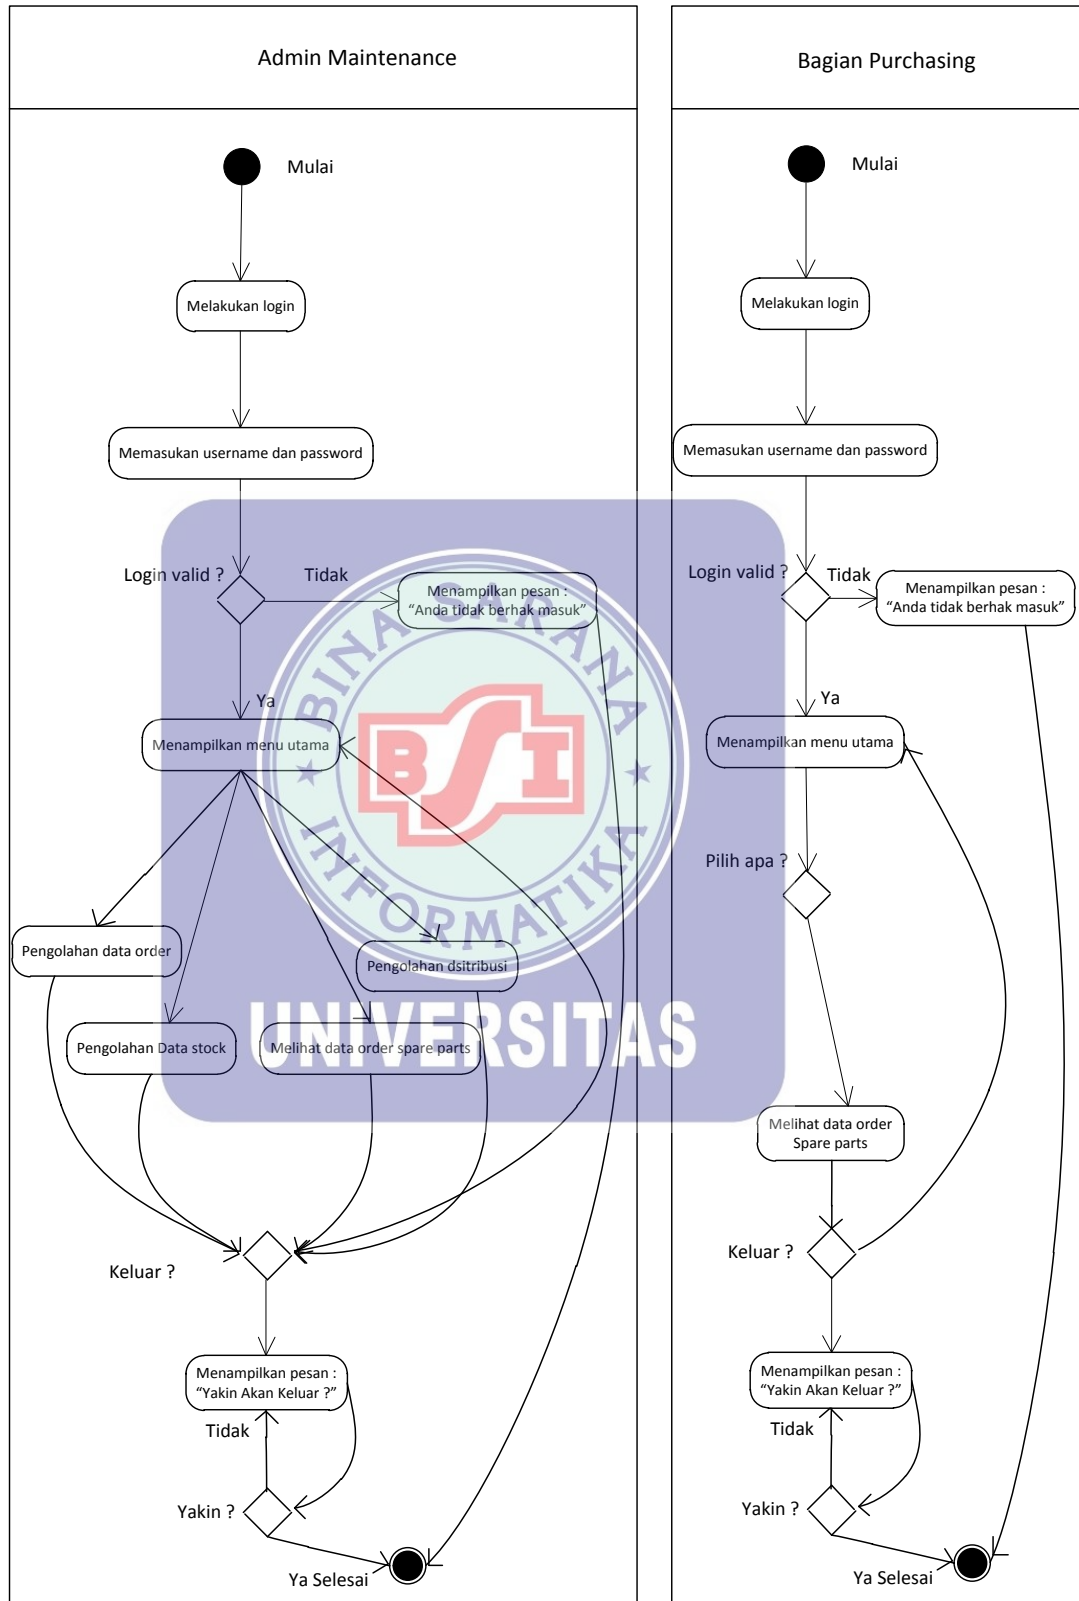 Admin Maintenance
Mulai
Melakukan login
Memasukan username dan password
Login valid ?
Tidak
Menampilkan pesan :
“Anda tidak berhak masuk”
Ya
Menampilkan menu utama
Pengolahan data order
Pengolahan dsitribusi
Pengolahan Data stock
Melihat data order spare parts
Keluar ?
Menampilkan pesan :
“Yakin Akan Keluar ?”
Tidak
Yakin ?
Ya Selesai
Bagian Purchasing
Mulai
Melakukan login
Memasukan username dan password
Login valid ?
Tidak
Menampilkan pesan :
“Anda tidak berhak masuk”
Ya
Menampilkan menu utama
Pilih apa ?
Melihat data order
Spare parts
Keluar ?
Menampilkan pesan :
“Yakin Akan Keluar ?”
Tidak
Yakin ?
Ya Selesai
BINA SARANA
BSI
INFORMATIKA
UNIVERSITAS